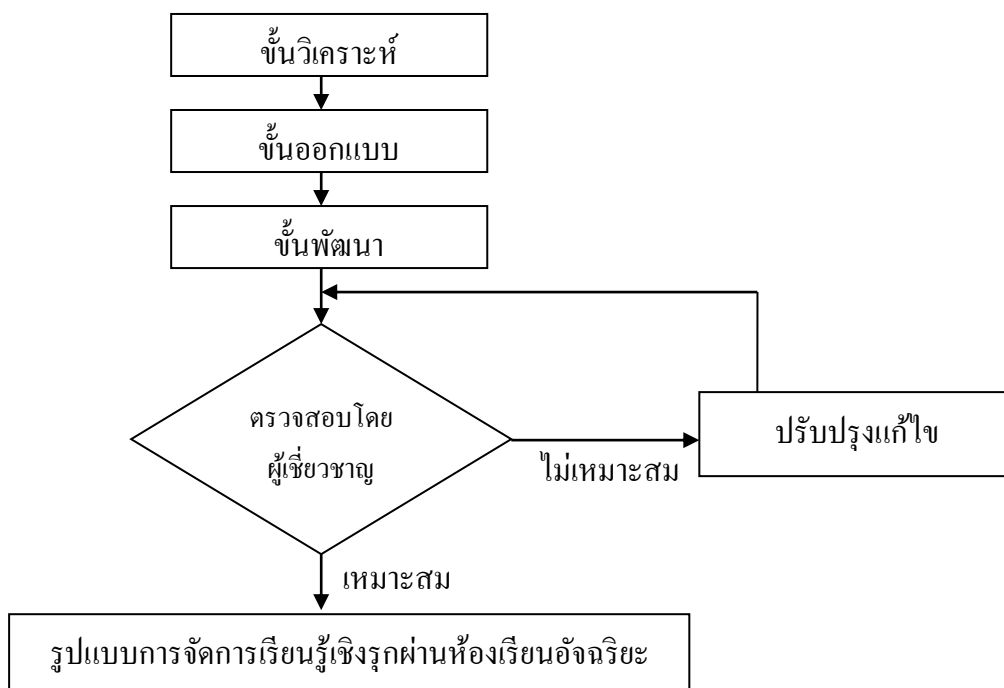 ขั้นวิเคราะห์
ขั้นออกแบบ
ขั้นพัฒนา
ตรวจสอบโดย
ผู้เชี่ยวชาญ
ไม่เหมาะสม
ปรับปรุงแก้ไข
เหมาะสม
รูปแบบการจัดการเรียนรู้เชิงรุกผ่านห้องเรียนอัจฉริยะ